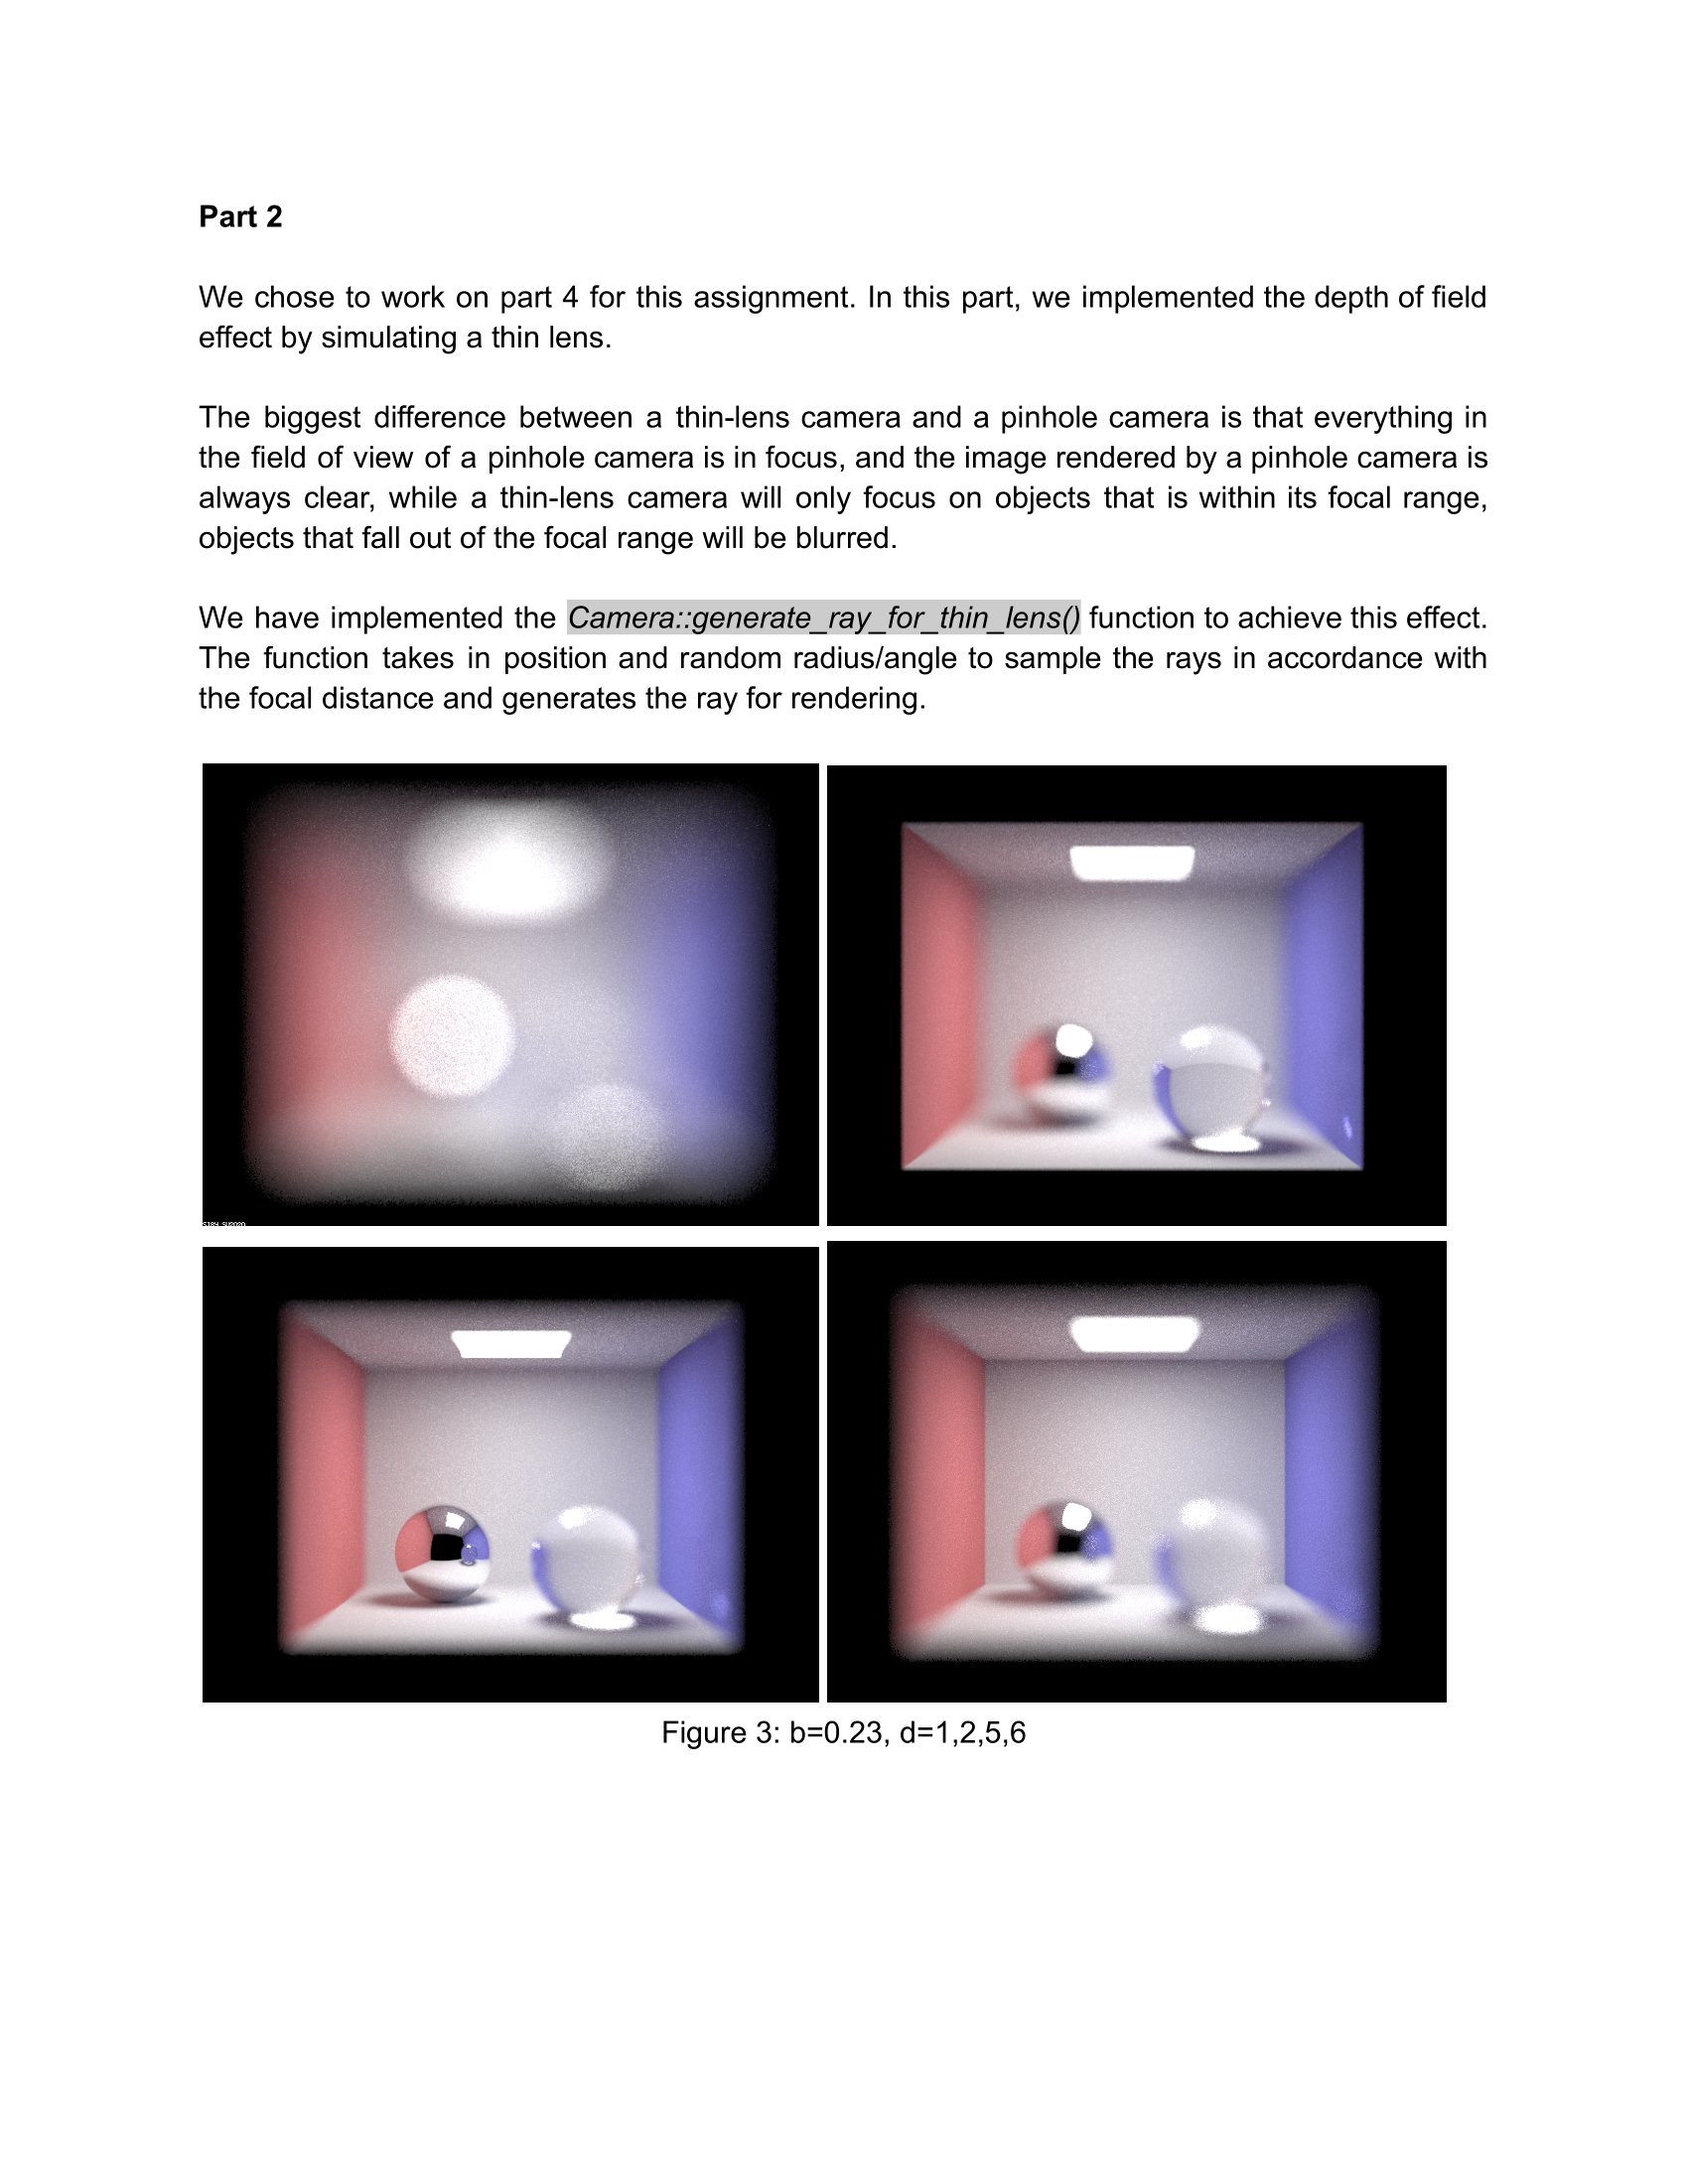 Part 2
We chose to work on part 4 for this assignment. In this part, we implemented the depth of field
effect by simulating a thin lens.
The biggest difference between a thin-lens camera and a pinhole camera is that everything in
the field of view of a pinhole camera is in focus, and the image rendered by a pinhole camera is
always clear, while a thin-lens camera will only focus on objects that is within its focal range,
objects that fall out of the focal range will be blurred.
We have implemented the Camera::generate_ray_for_thin_lens() function to achieve this effect.
The function takes in position and random radius/angle to sample the rays in accordance with
the focal distance and generates the ray for rendering.
Figure 3: b=0.23, d=1,2,5,6